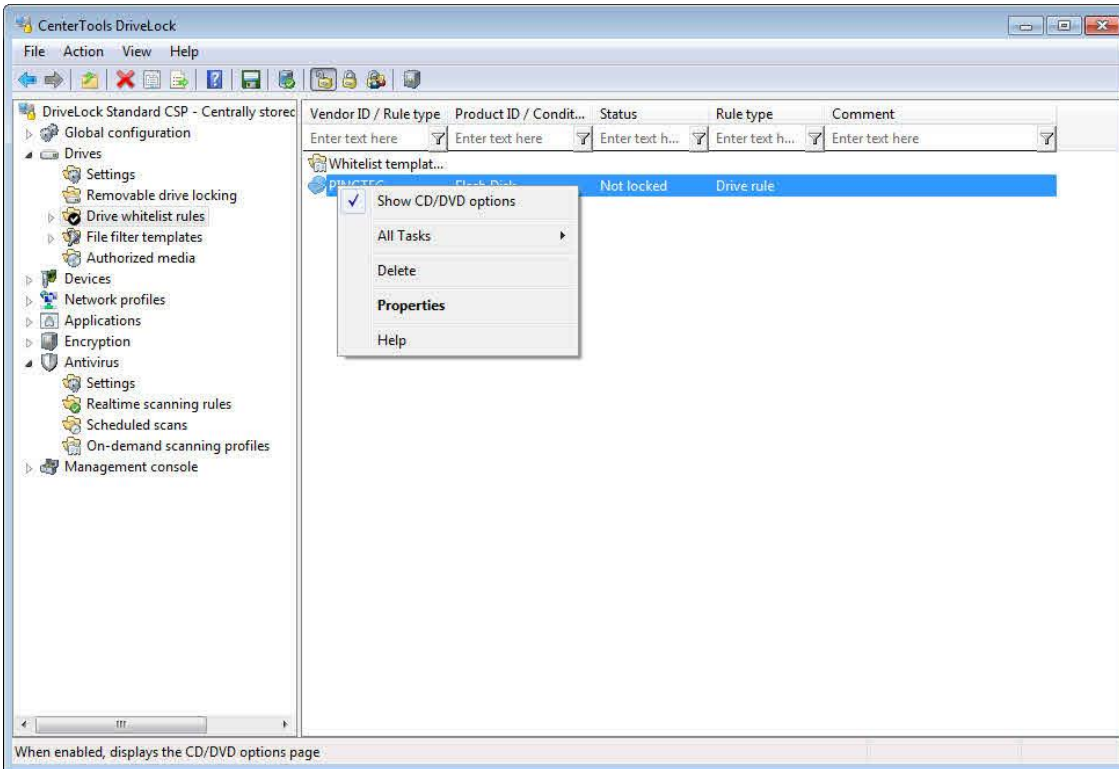 CenterTools DriveLock
File Action View Help
DriveLock Standard CSP - Centrally stored
Global configuration
Drives
Settings
Removable drive locking
Drive whitelist rules
File filter templates
Authorized media
Devices
Network profiles
Applications
Encryption
Antivirus
Settings
Realtime scanning rules
Scheduled scans
On-demand scanning profiles
Management console
Vendor ID / Rule type Product ID / Condit... Status Rule type Comment
Enter text here Enter text here Enter text h... Enter text h... Enter text here
Whitelist templat...
Flash Disk Not locked Drive rule
Show CD/DVD options
All Tasks
Delete
Properties
Help
When enabled, displays the CD/DVD options page